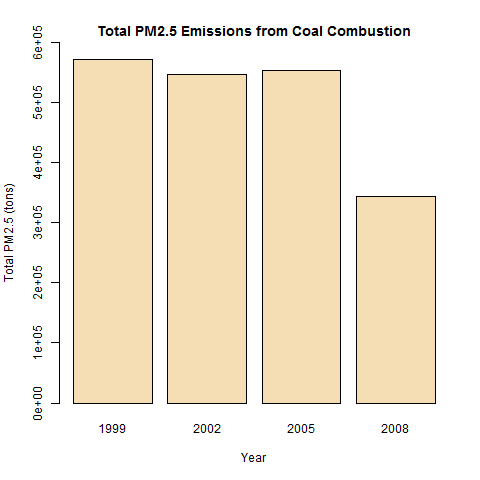 Total PM2.5 Emissions from Coal Combustion
Total PM2.5 (tons)
6e+05
5e+05
4e+05
3e+05
2e+05
1e+05
0e+00
1999 2002 2005 2008
Year